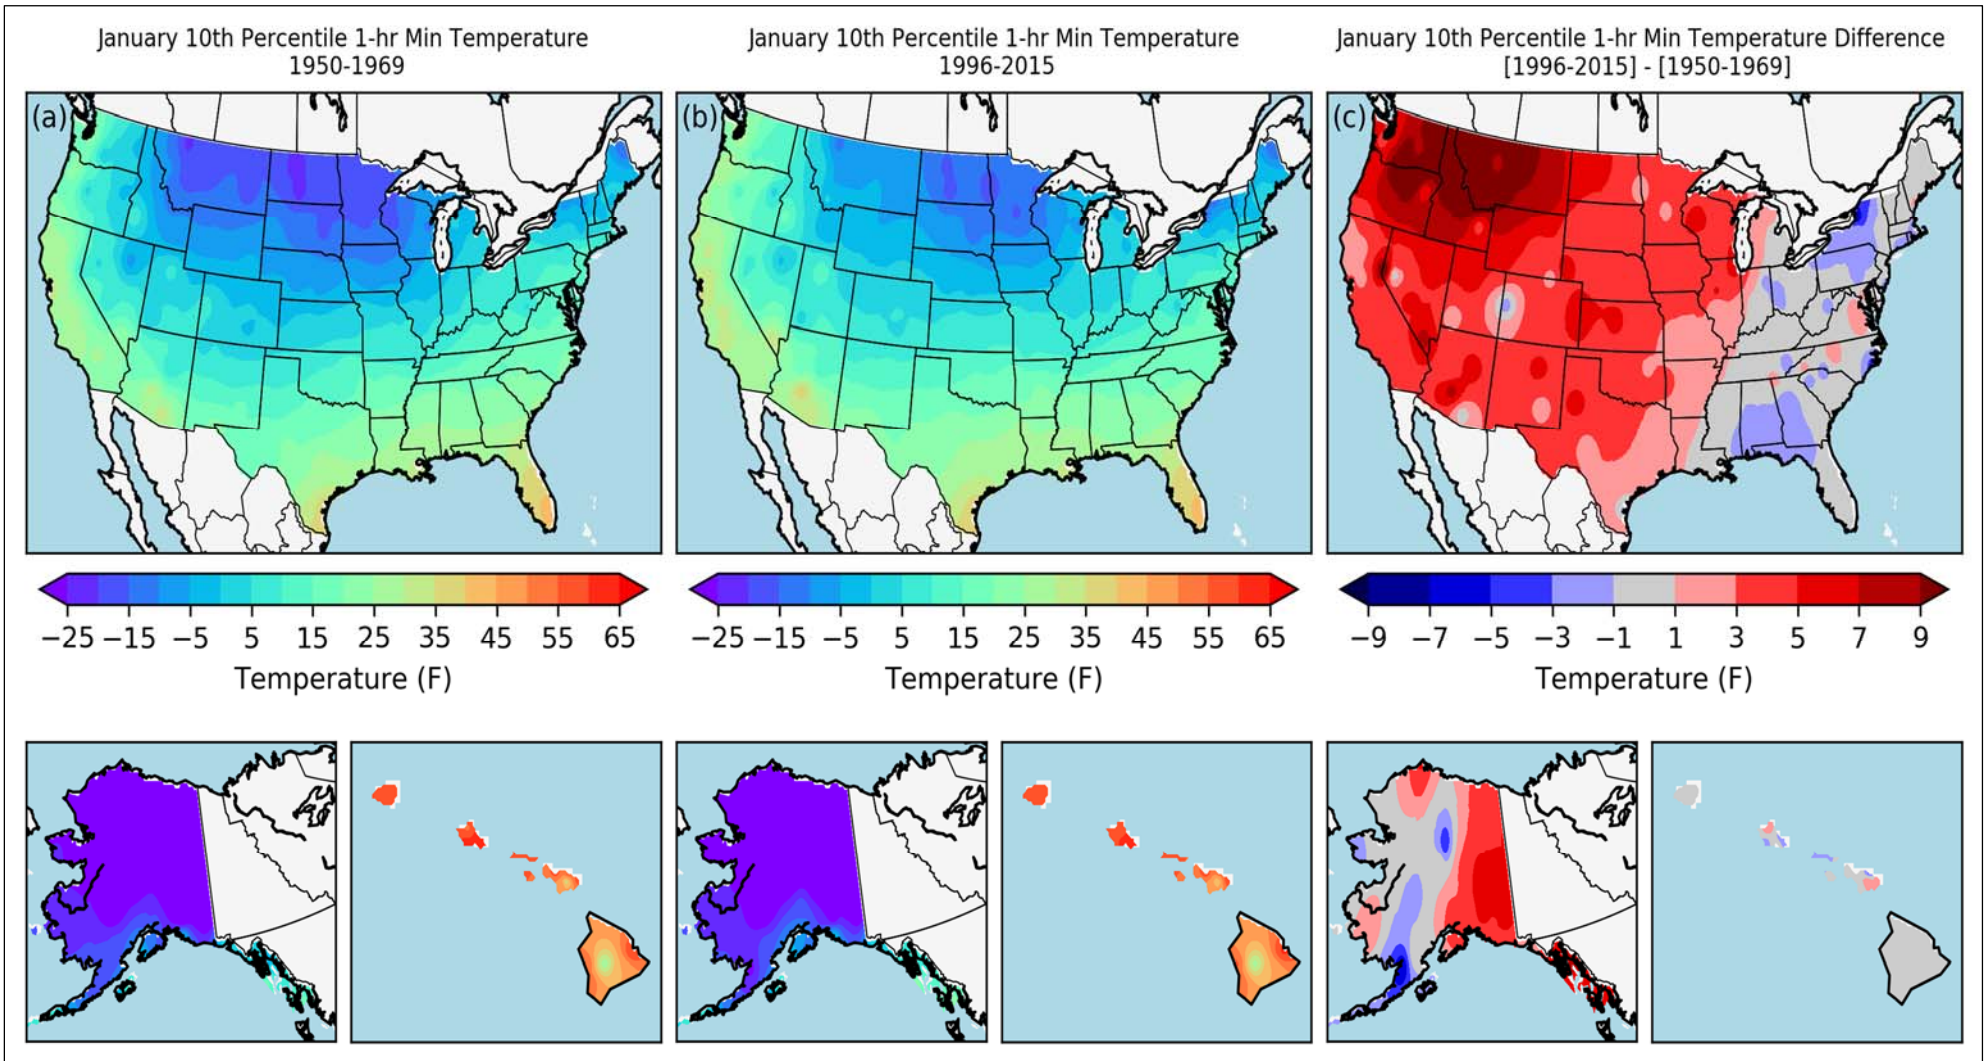 January 10th Percentile 1-hr Min Temperature
1950-1969
January 10th Percentile 1-hr Min Temperature
1996-2015
January 10th Percentile 1-hr Min Temperature Difference
[1996-2015] - [1950-1969]
(a)
(b)
(c)
−25 −15 −5 5 15 25 35 45 55 65
Temperature (F)
−25 −15 −5 5 15 25 35 45 55 65
Temperature (F)
−9 −7 −5 −3 −1 1 3 5 7 9
Temperature (F)